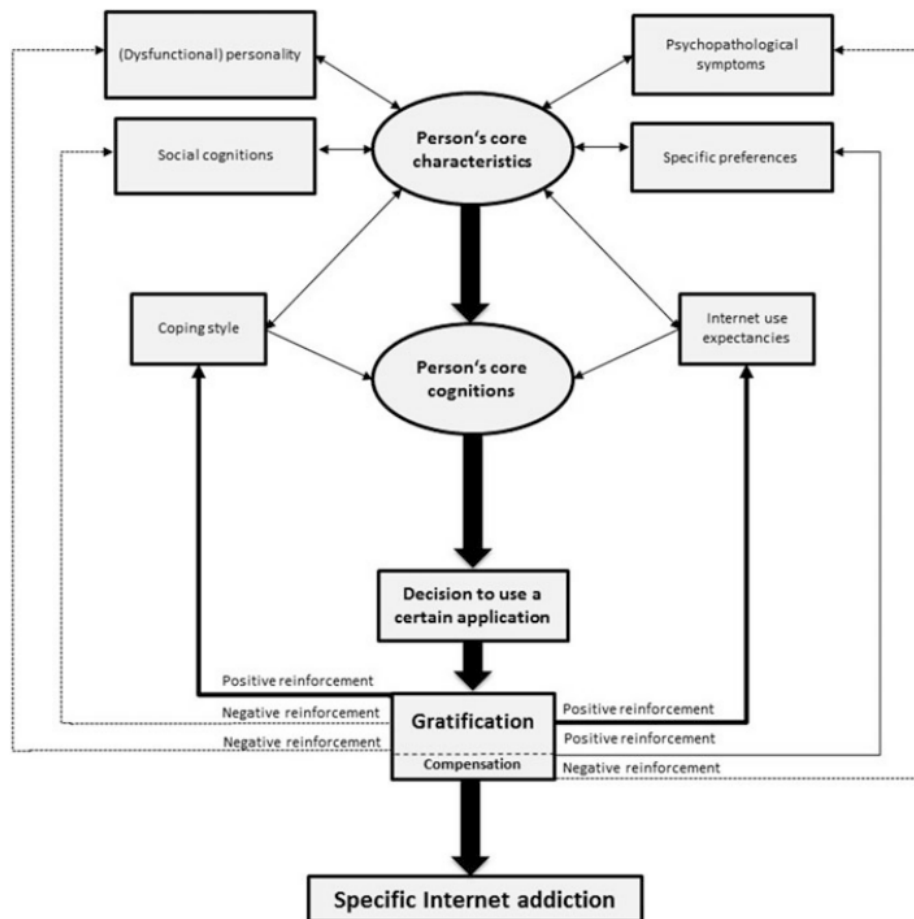 (Dysfunctional) personality
Psychopathological
symptoms
Person‘s core
characteristics
Social cognitions
Specific preferences
Coping style
Internet use
expectancies
Person‘s core
cognitions
Decision to use a
certain application
Positive reinforcement
Negative reinforcement
Negative reinforcement
Gratification
Compensation
Positive reinforcement
Positive reinforcement
Negative reinforcement
Specific Internet addiction